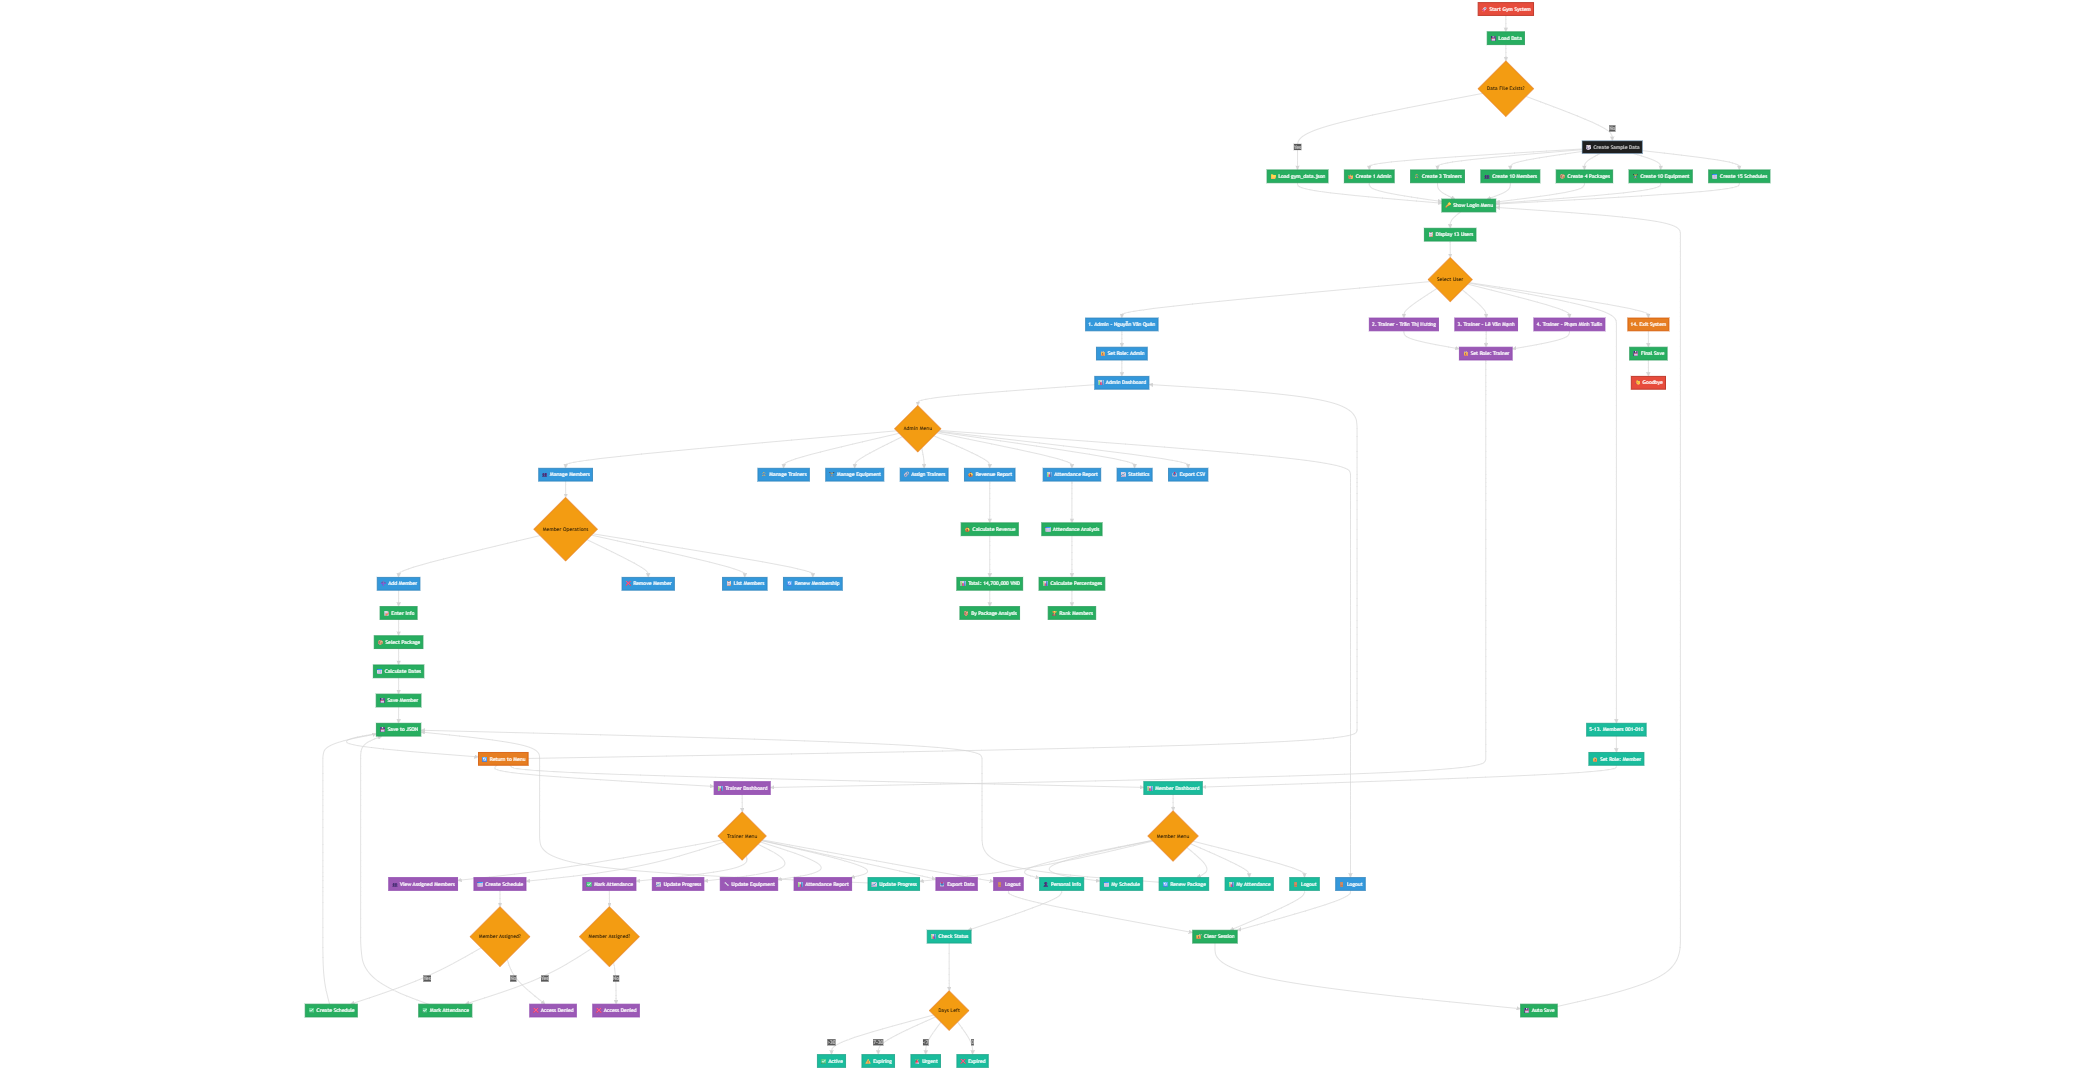 Start Gym System
Load Data
Data File Exists?
No
Yes
Create Sample Data
Load gym_data.json
Create 1 Admin
Create 3 Trainers
Create 10 Members
Create 4 Packages
Create 10 Equipment
Create 15 Schedules
Show Login Menu
Display 13 Users
Select User
1. Admin - Nguyễn Văn Quân
2. Trainer - Trần Thị Hương
3. Trainer - Lê Văn Mạnh
4. Trainer - Phạm Minh Tuấn
14. Exit System
Set Role: Admin
Set Role: Trainer
Final Save
Admin Dashboard
Goodbye
Admin Menu
Manage Members
Manage Trainers
Manage Equipment
Assign Trainers
Revenue Report
Attendance Report
Statistics
Export CSV
Member Operations
Calculate Revenue
Attendance Analysis
Add Member
Remove Member
List Members
Renew Membership
Total: 14,700,000 VND
Calculate Percentages
Enter Info
By Package Analysis
Rank Members
Select Package
Calculate Dates
Save Member
Save to JSON
5-13. Members 001-010
Return to Menu
Set Role: Member
Trainer Dashboard
Member Dashboard
Trainer Menu
Member Menu
View Assigned Members
Create Schedule
Mark Attendance
Update Progress
Update Equipment
Attendance Report
Update Progress
Export Data
Logout
Personal Info
My Schedule
Renew Package
My Attendance
Logout
Logout
Member Assigned?
Member Assigned?
Check Status
Clear Session
Yes
No
Yes
No
Create Schedule
Mark Attendance
Access Denied
Access Denied
Days Left
Auto Save
Active
Expiring
Urgent
Expired